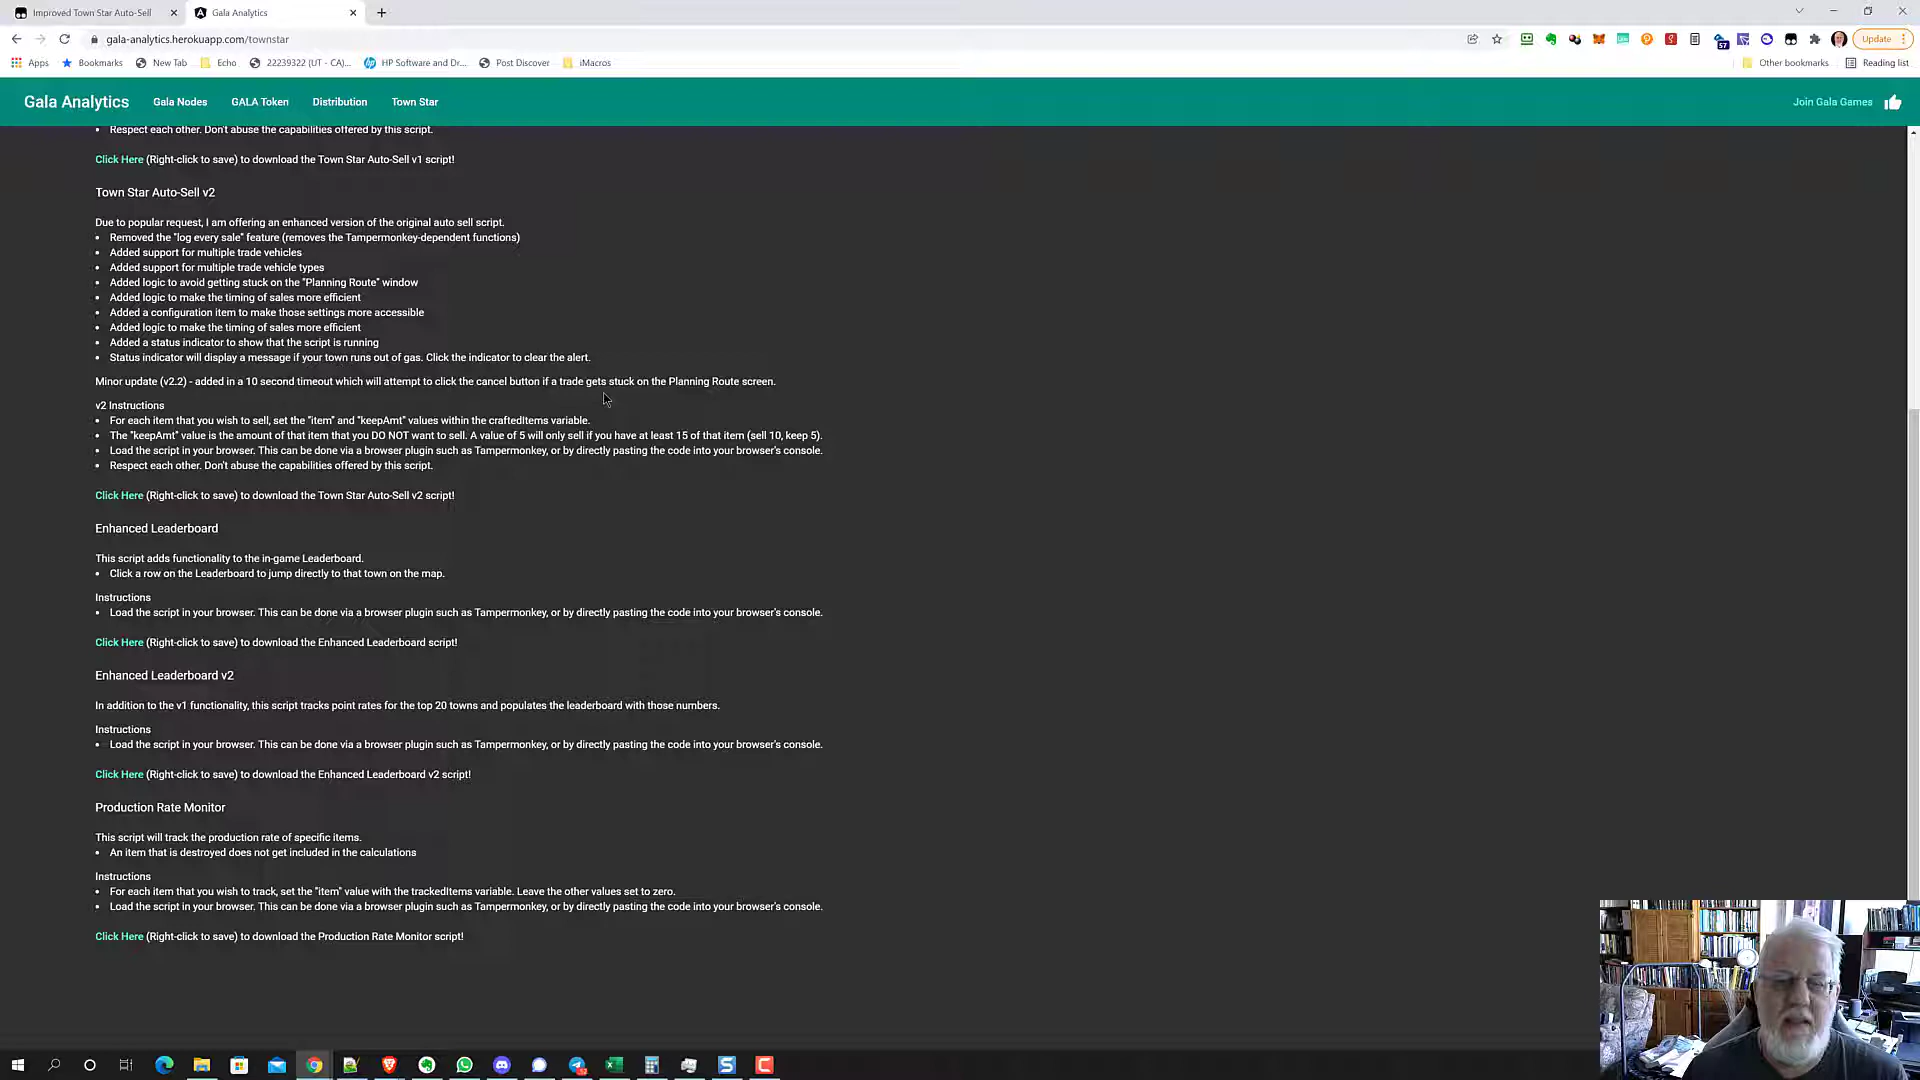 Improved Town Star Auto-Sell
Gala Analytics
gala-analytics.herokuapp.com/townstar
Update
Apps
Bookmarks
New Tab
Echo
22239322 (UT - CA)...
HP Software and Dr...
Post Discover
iMacros
Other bookmarks
Reading list
Gala Analytics
Gala Nodes
GALA Token
Distribution
Town Star
Join Gala Games
• Respect each other. Don't abuse the capabilities offered by this script.
Click Here (Right-click to save) to download the Town Star Auto-Sell v1 script!
Town Star Auto-Sell v2
Due to popular request, I am offering an enhanced version of the original auto sell script.
• Removed the "log every sale" feature (removes the Tampermonkey-dependent functions)
• Added support for multiple trade vehicles
• Added support for multiple trade vehicle types
• Added logic to avoid getting stuck on the "Planning Route" window
• Added logic to make the timing of sales more efficient
• Added a configuration item to make those settings more accessible
• Added logic to make the timing of sales more efficient
• Added a status indicator to show that the script is running
• Status indicator will display a message if your town runs out of gas. Click the indicator to clear the alert.
Minor update (v2.2) - added in a 10 second timeout which will attempt to click the cancel button if a trade gets stuck on the Planning Route screen.
v2 Instructions
• For each item that you wish to sell, set the "item" and "keepAmt" values within the craftedItems variable.
• The "keepAmt" value is the amount of that item that you DO NOT want to sell. A value of 5 will only sell if you have at least 15 of that item (sell 10, keep 5).
• Load the script in your browser. This can be done via a browser plugin such as Tampermonkey, or by directly pasting the code into your browser's console.
• Respect each other. Don't abuse the capabilities offered by this script.
Click Here (Right-click to save) to download the Town Star Auto-Sell v2 script!
Enhanced Leaderboard
This script adds functionality to the in-game Leaderboard.
• Click a row on the Leaderboard to jump directly to that town on the map.
Instructions
• Load the script in your browser. This can be done via a browser plugin such as Tampermonkey, or by directly pasting the code into your browser's console.
Click Here (Right-click to save) to download the Enhanced Leaderboard script!
Enhanced Leaderboard v2
In addition to the v1 functionality, this script tracks point rates for the top 20 towns and populates the leaderboard with those numbers.
Instructions
• Load the script in your browser. This can be done via a browser plugin such as Tampermonkey, or by directly pasting the code into your browser's console.
Click Here (Right-click to save) to download the Enhanced Leaderboard v2 script!
Production Rate Monitor
This script will track the production rate of specific items.
• An item that is destroyed does not get included in the calculations
Instructions
• For each item that you wish to track, set the "item" value with the trackedItems variable. Leave the other values set to zero.
• Load the script in your browser. This can be done via a browser plugin such as Tampermonkey, or by directly pasting the code into your browser's console.
Click Here (Right-click to save) to download the Production Rate Monitor script!